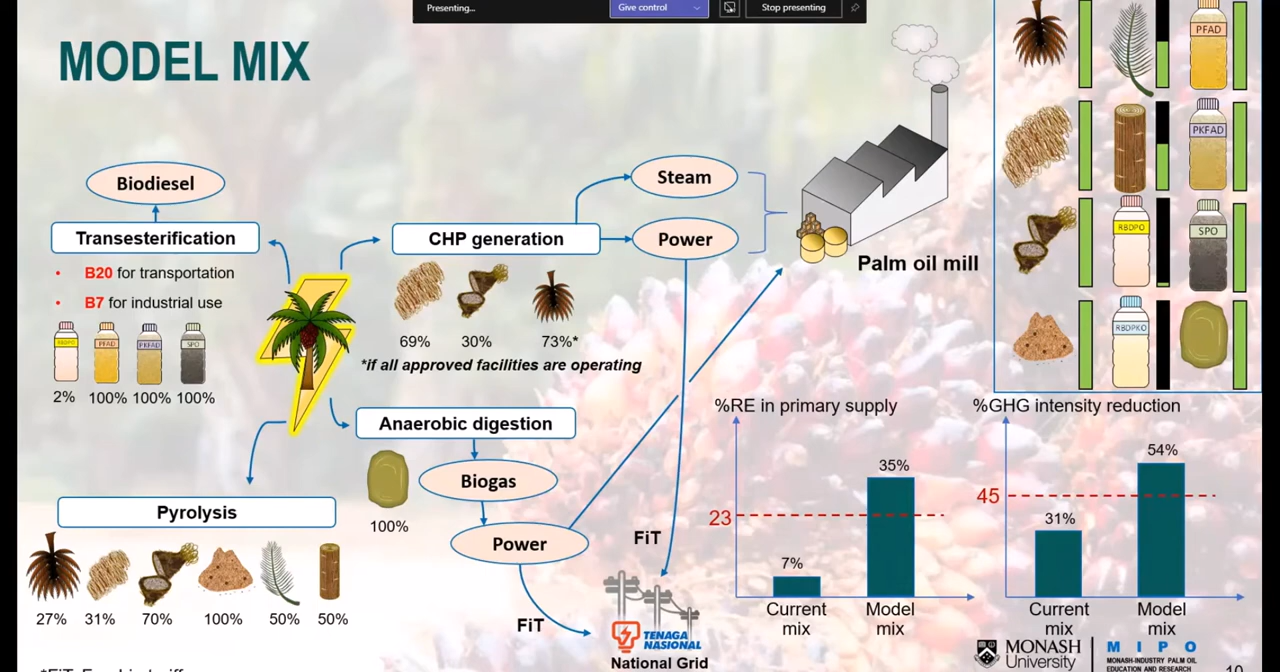 Presenting...
Give control
Stop presenting
MODEL MIX
Biodiesel
Transesterification
• B20 for transportation
• B7 for industrial use
RBDPO
PFAD
PKFAD
SPO
2%
100%
100%
100%
CHP generation
69%
30%
73%*
*if all approved facilities are operating
Steam
Power
Palm oil mill
Anaerobic digestion
100%
Biogas
Power
FiT
FiT
TENAGA
NASIONAL
National Grid
Pyrolysis
27%
31%
70%
100%
50%
50%
PFAD
PKFAD
RBDPO
SPO
RBDPKO
%RE in primary supply
35%
23
7%
Current
mix
Model
mix
%GHG intensity reduction
54%
45
31%
Current
mix
Model
mix
MONASH
University
MIPO
MONASH-INDUSTRY PALM OIL
EDUCATION AND RESEARCH